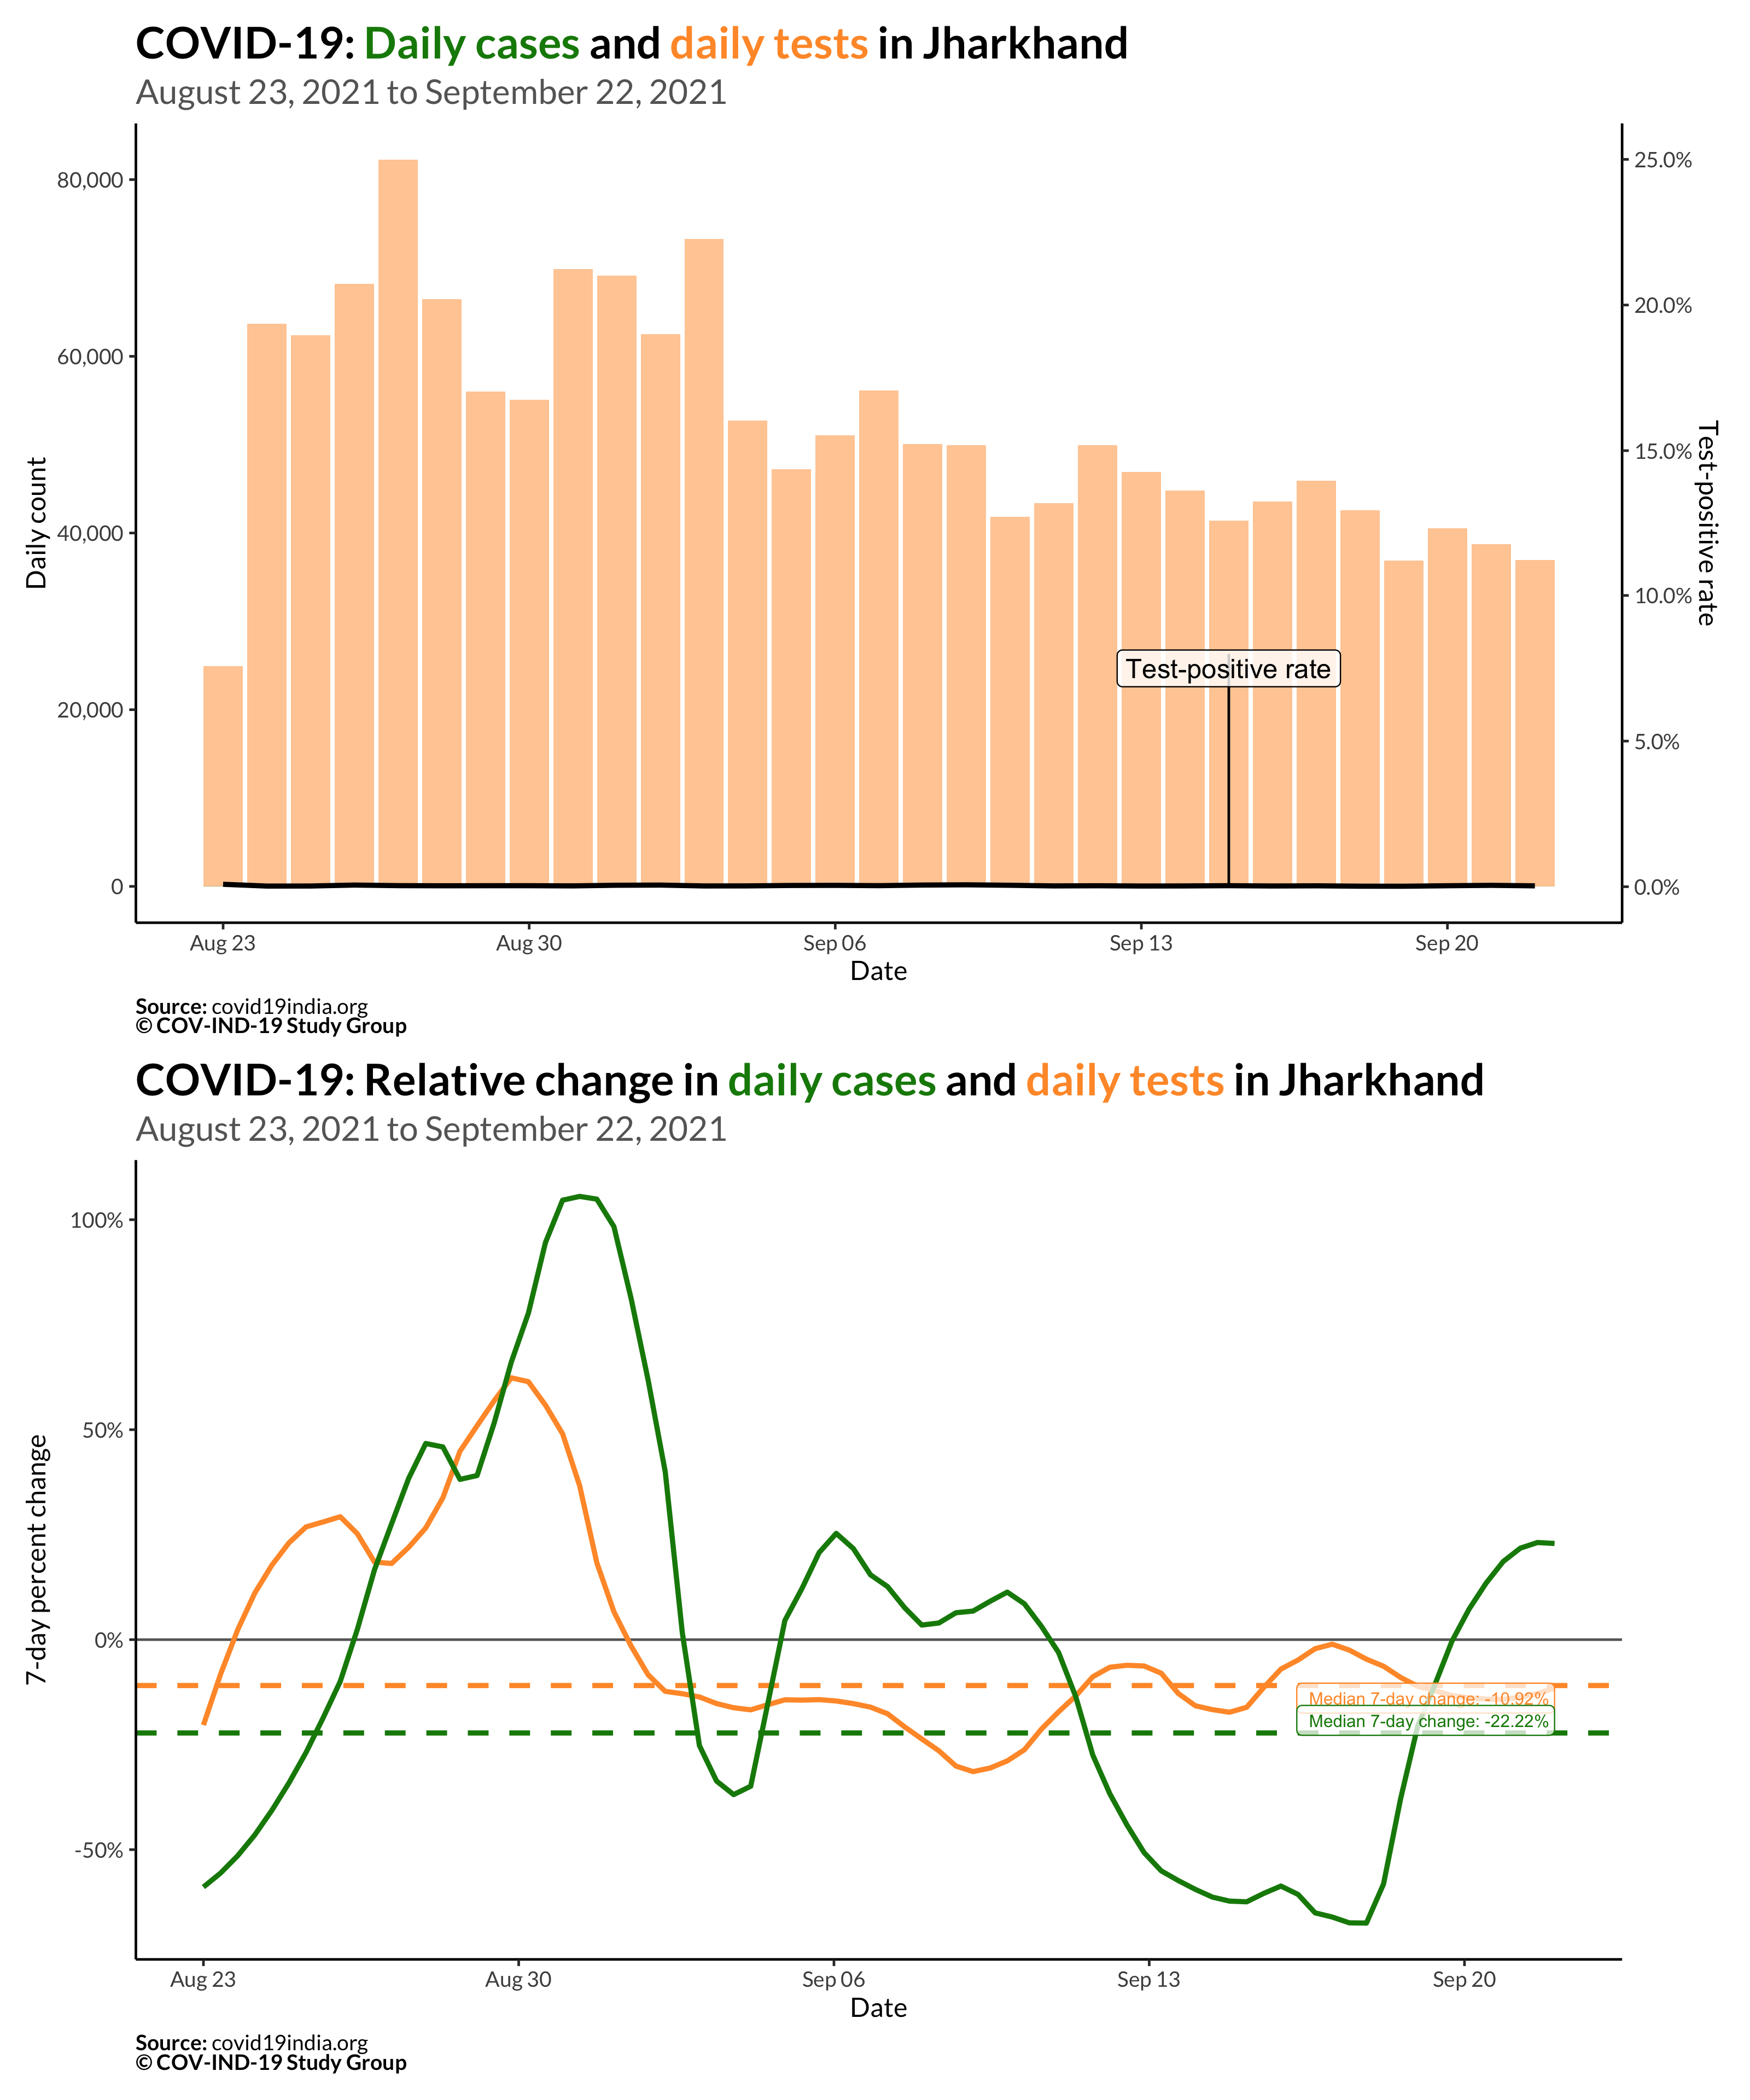 COVID-19: Daily cases and daily tests in Jharkhand
August 23, 2021 to September 22, 2021
80,000
60,000
40,000
20,000
0
Daily count
25.0%
20.0%
15.0%
10.0%
5.0%
0.0%
Test-positive rate
Test-positive rate
Aug 23
Aug 30
Sep 06
Sep 13
Sep 20
Date
Source: covid19india.org
© COV-IND-19 Study Group
COVID-19: Relative change in daily cases and daily tests in Jharkhand
August 23, 2021 to September 22, 2021
100%
50%
0%
-50%
7-day percent change
Median 7-day change: -10.92%
Median 7-day change: -22.22%
Aug 23
Aug 30
Sep 06
Sep 13
Sep 20
Date
Source: covid19india.org
© COV-IND-19 Study Group